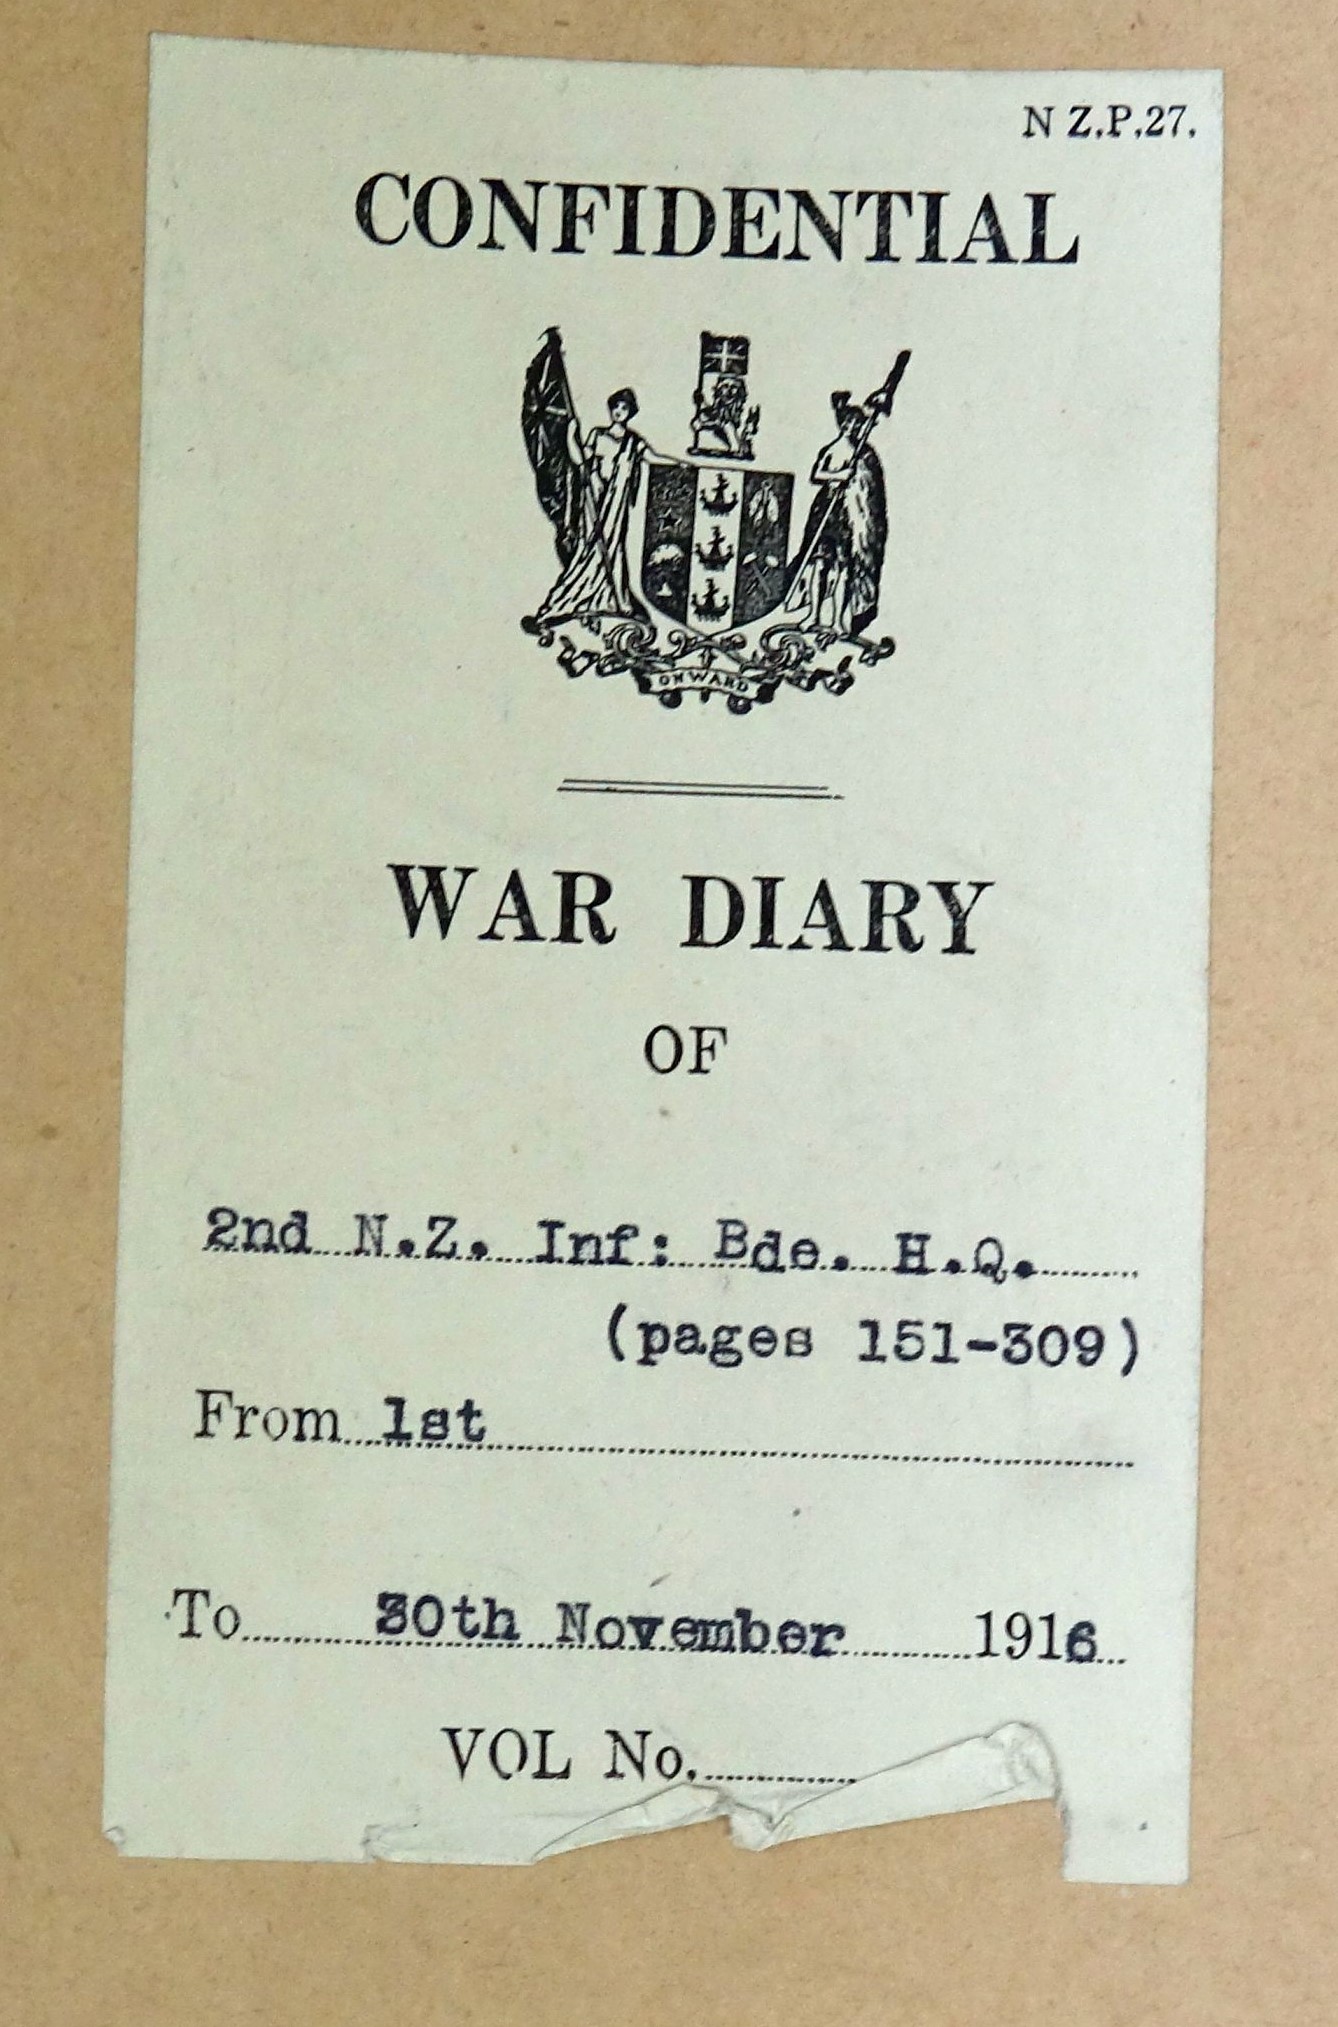 N Z.P.27.
CONFIDENTIAL
ONWARD
WAR DIARY
OF
2nd N.Z. Inf: Bde. H.Q.
(pages 151-309)
From 1st
To 30th November 1916
VOL No.